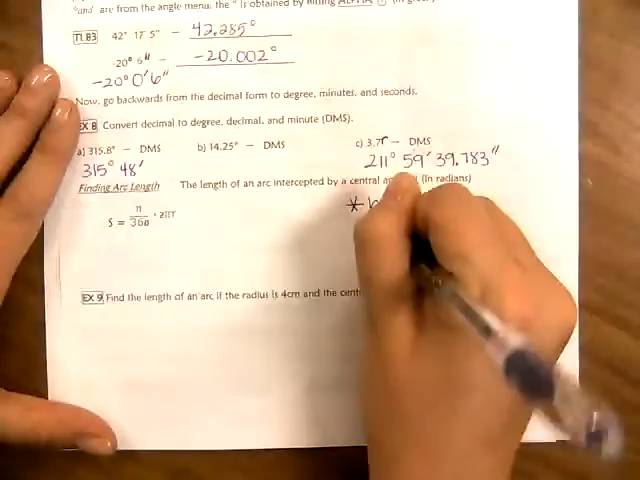 "and' are from the angle menu, the " is obtained by hitting ALPHA
TI 83 42° 17' 5" – 42.285°
-20° 6" – -20.002°
-20° 0' 6"
Now, go backwards from the decimal form to degree, minutes, and seconds.
EX 8 Convert decimal to degree, decimal, and minute (DMS).
a) 315.8° – DMS b) 14.25° – DMS c) 3.7r – DMS
315° 48' 211° 59' 39.783"
Finding Arc Length The length of an arc intercepted by a central (in radians)
*
S = n/360 · 2πr
EX 9 Find the length of an arc if the radius is 4cm and the